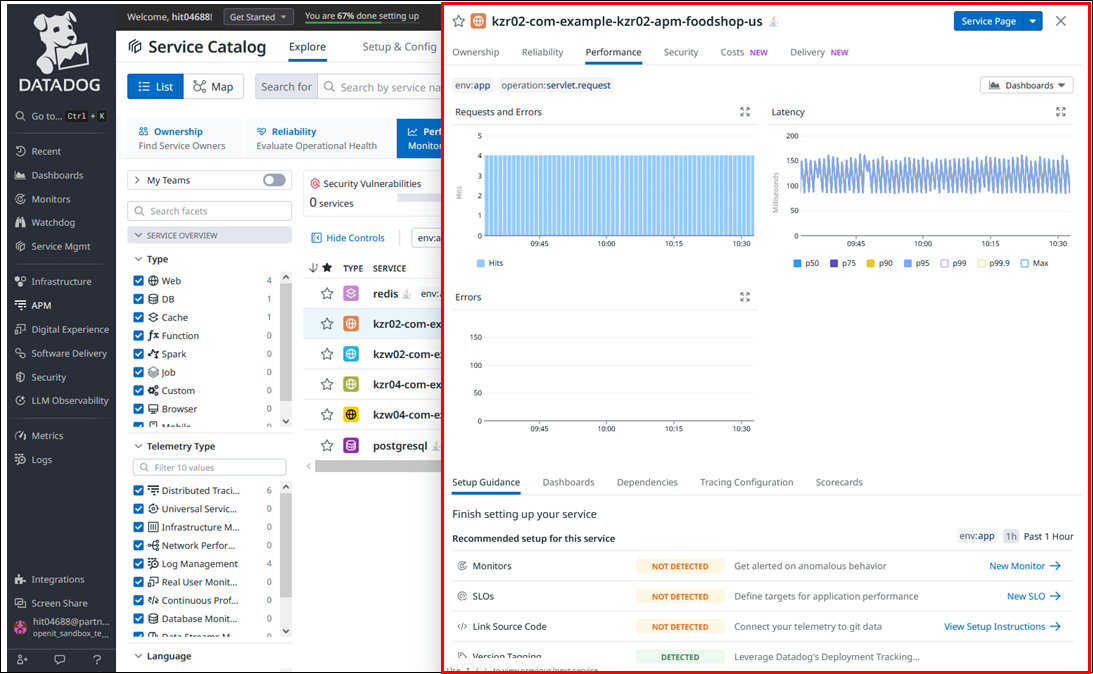 DATADOG
Go to... Ctrl + K
Recent
Dashboards
Monitors
Watchdog
Service Mgmt
Infrastructure
APM
Digital Experience
Software Delivery
Security
LLM Observability
Metrics
Logs
Integrations
Screen Share
hit04688@partn...
openit_sandbox_te...
Welcome, hit04688! Get Started You are 67% done setting up
Service Catalog Explore Setup & Config
List Map Search for Search by service na
Ownership
Find Service Owners
Reliability
Evaluate Operational Health
Perf
Monitor
My Teams
Search facets
SERVICE OVERVIEW
Type
Web 4
DB 1
Cache 1
Function 0
Spark 0
Job 0
Custom 0
Browser 0
Mobile 0
Telemetry Type
Filter 10 values
Distributed Traci... 6
Universal Servic... 0
Infrastructure M... 0
Network Perfor... 0
Log Management 4
Real User Monit... 0
Continuous Prof... 0
Database Monit... 0
Data Streams M... 0
Language
Security Vulnerabilities
0 services
Hide Controls env:a
TYPE SERVICE
redis env:
kzr02-com-ex
kzw02-com-e
kzr04-com-ex
kzw04-com-e
postgresql
kzr02-com-example-kzr02-apm-foodshop-us Service Page
Ownership Reliability Performance Security Costs NEW Delivery NEW
env:app operation:servlet.request Dashboards
Requests and Errors
5
4
3
2
1
0
Hits
09:45 10:00 10:15 10:30
Hits
Latency
200
150
100
50
0
Milliseconds
09:45 10:00 10:15 10:30
p50 p75 p90 p95 p99 p99.9 Max
Errors
150
100
50
0
09:45 10:00 10:15 10:30
Setup Guidance Dashboards Dependencies Tracing Configuration Scorecards
Finish setting up your service
Recommended setup for this service env:app 1h Past 1 Hour
Monitors NOT DETECTED Get alerted on anomalous behavior New Monitor →
SLOs NOT DETECTED Define targets for application performance New SLO →
Link Source Code NOT DETECTED Connect your telemetry to git data View Setup Instructions →
Version Tagging DETECTED Leverage Datadog's Deployment Tracking...
Use ↑ / ↓ to view previous/next service